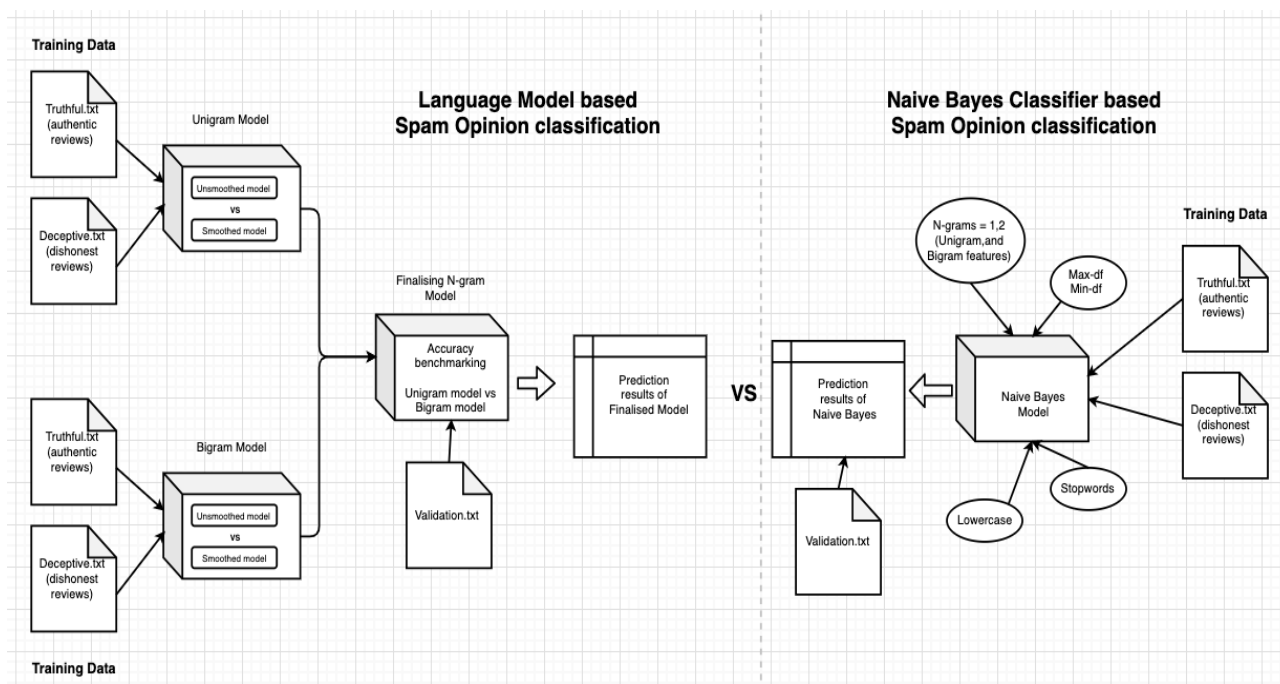 Training Data
Truthful.txt
(authentic
reviews)
Deceptive.txt
(dishonest
reviews)
Unigram Model
Unsmoothed model
vs
Smoothed model
Language Model based
Spam Opinion classification
Truthful.txt
(authentic
reviews)
Deceptive.txt
(dishonest
reviews)
Training Data
Bigram Model
Unsmoothed model
vs
Smoothed model
Finalising N-gram
Model
Accuracy
benchmarking
Unigram model vs
Bigram model
Validation.txt
Prediction
results of
Finalised Model
VS
Naive Bayes Classifier based
Spam Opinion classification
Prediction
results of
Naive Bayes
Validation.txt
N-grams = 1,2
(Unigram,and
Bigram features)
Max-df
Min-df
Naive Bayes
Model
Lowercase
Stopwords
Training Data
Truthful.txt
(authentic
reviews)
Deceptive.txt
(dishonest
reviews)